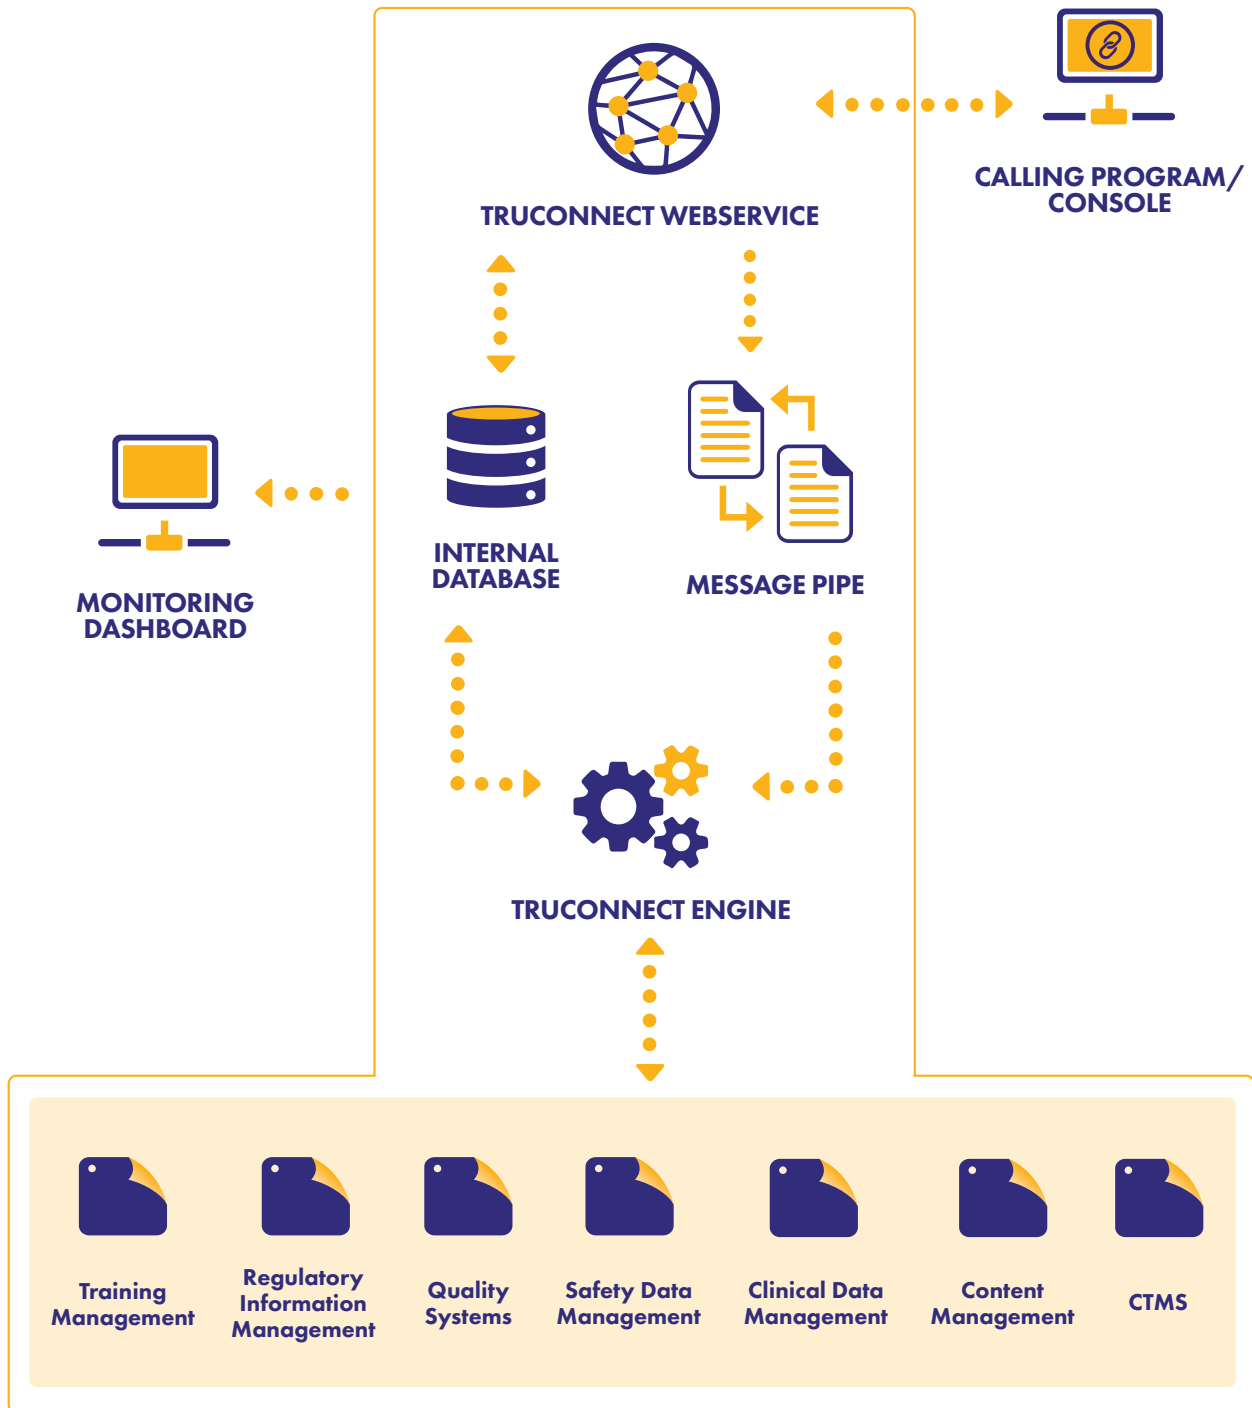 TRUCONNECT WEBSERVICE
CALLING PROGRAM/
CONSOLE
INTERNAL
DATABASE
MESSAGE PIPE
MONITORING
DASHBOARD
TRUCONNECT ENGINE
Training
Management
Regulatory
Information
Management
Quality
Systems
Safety Data
Management
Clinical Data
Management
Content
Management
CTMS